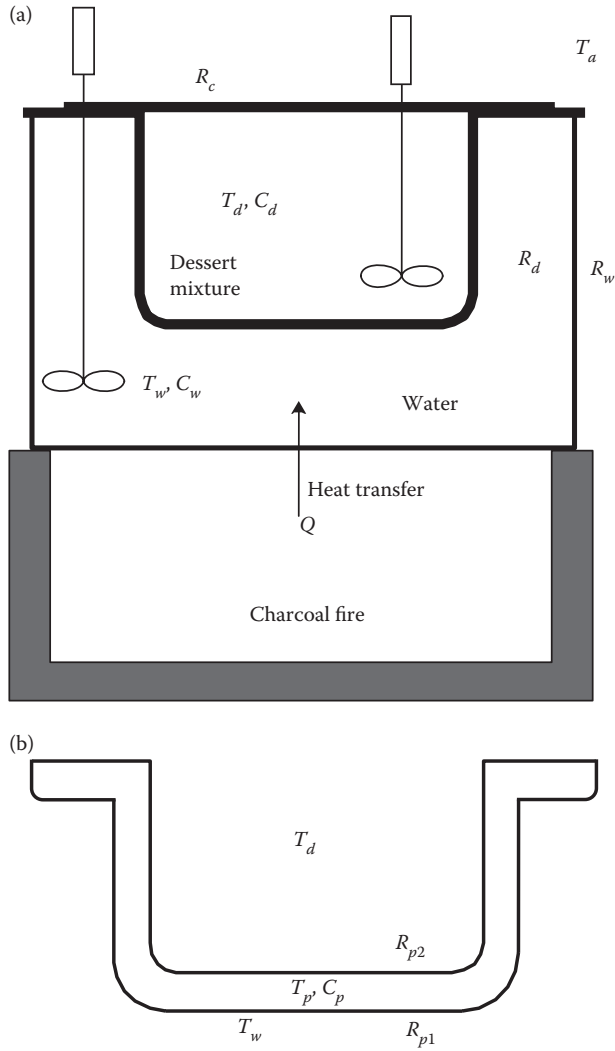 (a)
T_a
R_c
T_d, C_d
Dessert
mixture
R_d
R_w
T_w, C_w
Water
Heat transfer
Q
Charcoal fire
(b)
T_d
R_p2
T_p, C_p
T_w
R_p1